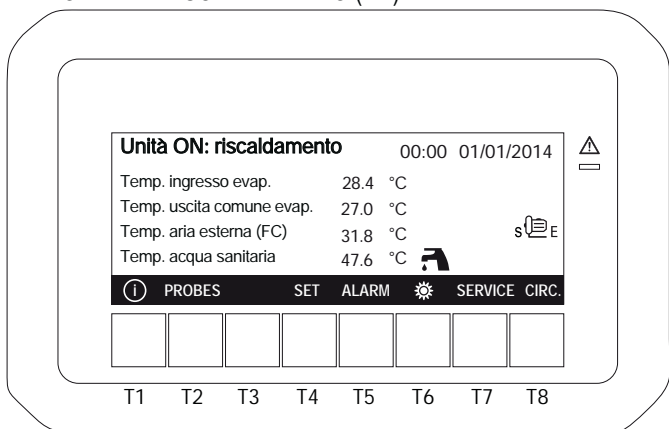 Unità ON: riscaldamento 00:00 01/01/2014
Temp. ingresso evap. 28.4 °C
Temp. uscita comune evap. 27.0 °C
Temp. aria esterna (FC) 31.8 °C
S E
Temp. acqua sanitaria 47.6 °C
i PROBES SET ALARM SERVICE CIRC.
T1 T2 T3 T4 T5 T6 T7 T8